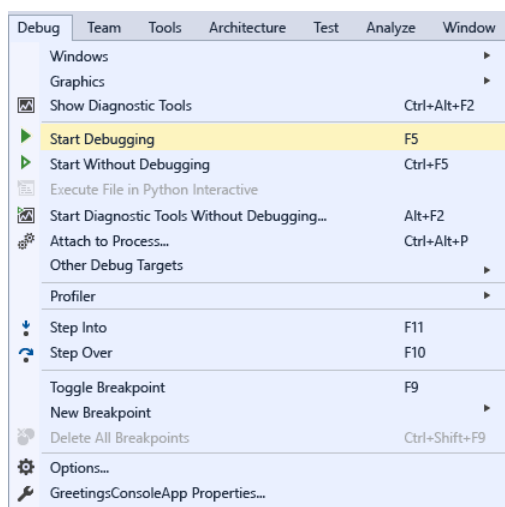 Debug Team Tools Architecture Test Analyze Window
Windows
Graphics
Show Diagnostic Tools Ctrl+Alt+F2
Start Debugging F5
Start Without Debugging Ctrl+F5
Execute File in Python Interactive
Start Diagnostic Tools Without Debugging... Alt+F2
Attach to Process... Ctrl+Alt+P
Other Debug Targets
Profiler
Step Into F11
Step Over F10
Toggle Breakpoint F9
New Breakpoint
Delete All Breakpoints Ctrl+Shift+F9
Options...
GreetingsConsoleApp Properties...